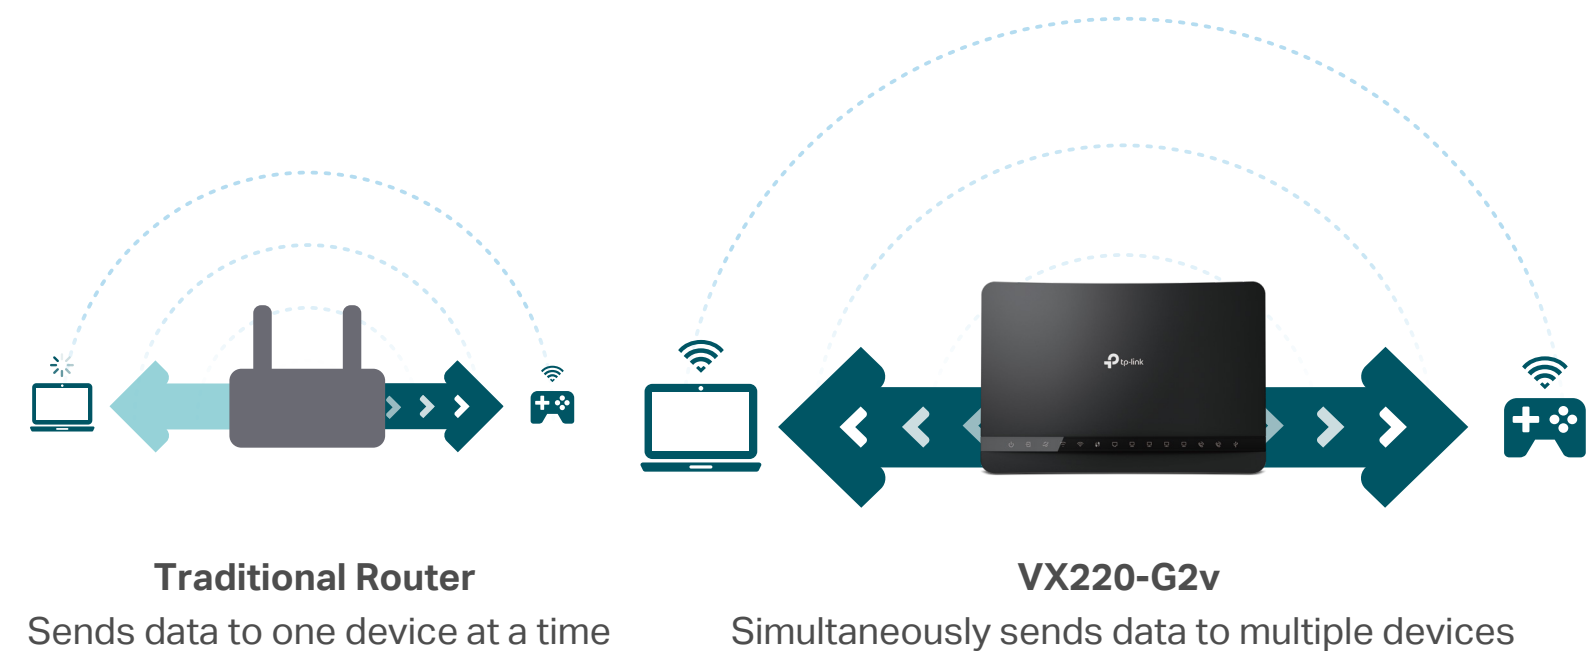 tp-link
Traditional Router
Sends data to one device at a time
VX220-G2v
Simultaneously sends data to multiple devices